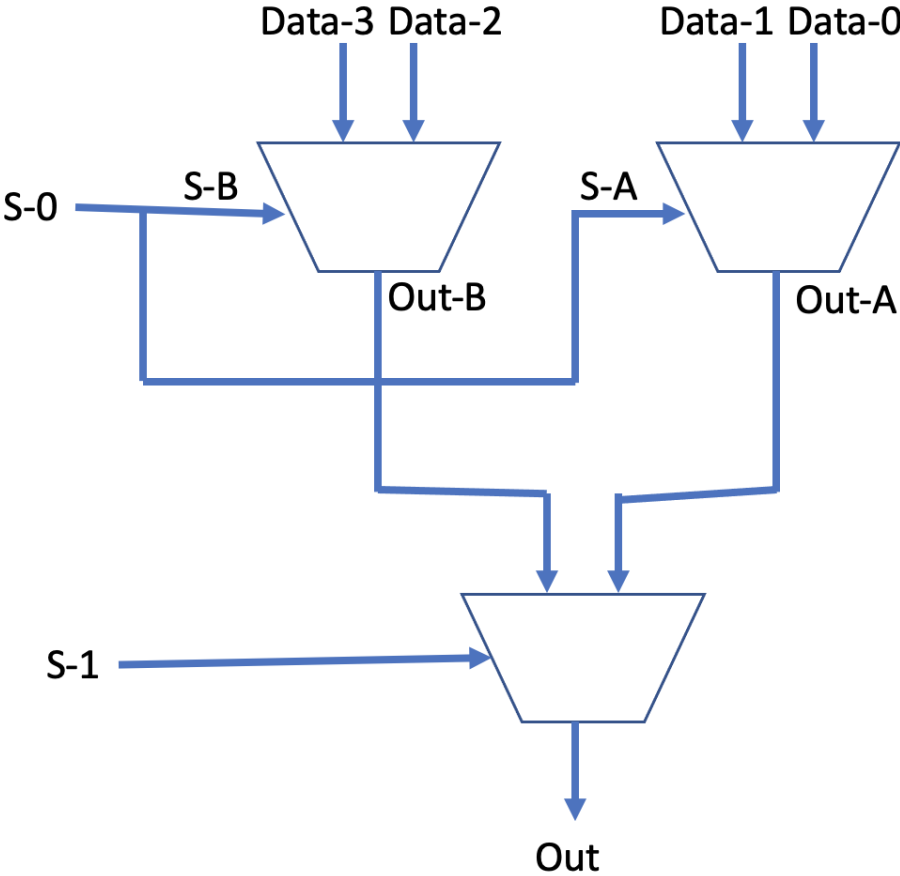 Data-3 Data-2 Data-1 Data-0
S-0 S-B S-A
Out-B Out-A
S-1
Out